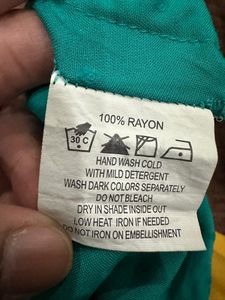 100% RAYON
30 C
HAND WASH COLD
WITH MILD DETERGENT
WASH DARK COLORS SEPARATELY
DO NOT BLEACH
DRY IN SHADE INSIDE OUT
LOW HEAT IRON IF NEEDED
DO NOT IRON ON EMBELLISHMENT